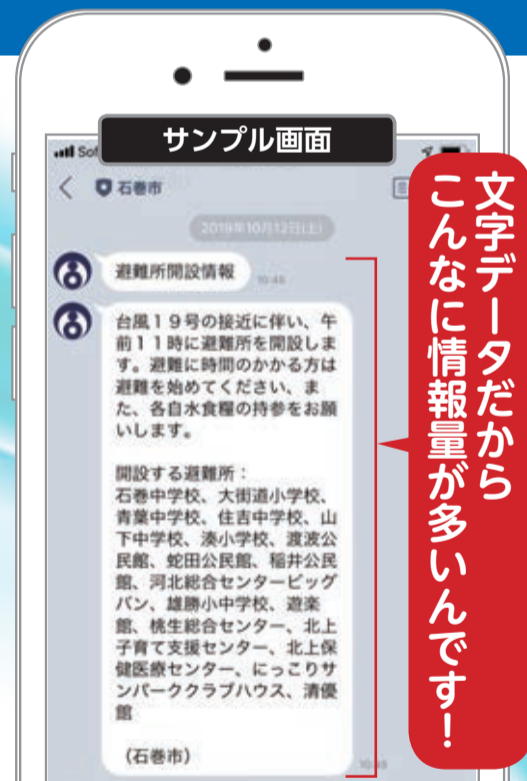 サンプル画面
石巻市
2019年10月12日(土)
避難所開設情報
10:48
台風19号の接近に伴い、午
前11時に避難所を開設しま
す。避難に時間のかかる方は
避難を始めてください、ま
た、各自水食糧の持参をお願
いします。
開設する避難所：
石巻中学校、大街道小学校、
青葉中学校、住吉中学校、山
下中学校、湊小学校、渡波公
民館、蛇田公民館、稲井公民
館、河北総合センタービッグ
バン、雄勝小中学校、遊楽
館、桃生総合センター、北上
子育て支援センター、北上保
健医療センター、にっこりサ
ンパーククラブハウス、清優
館
（石巻市）
文字データだから
こんなに情報量が多いんです！